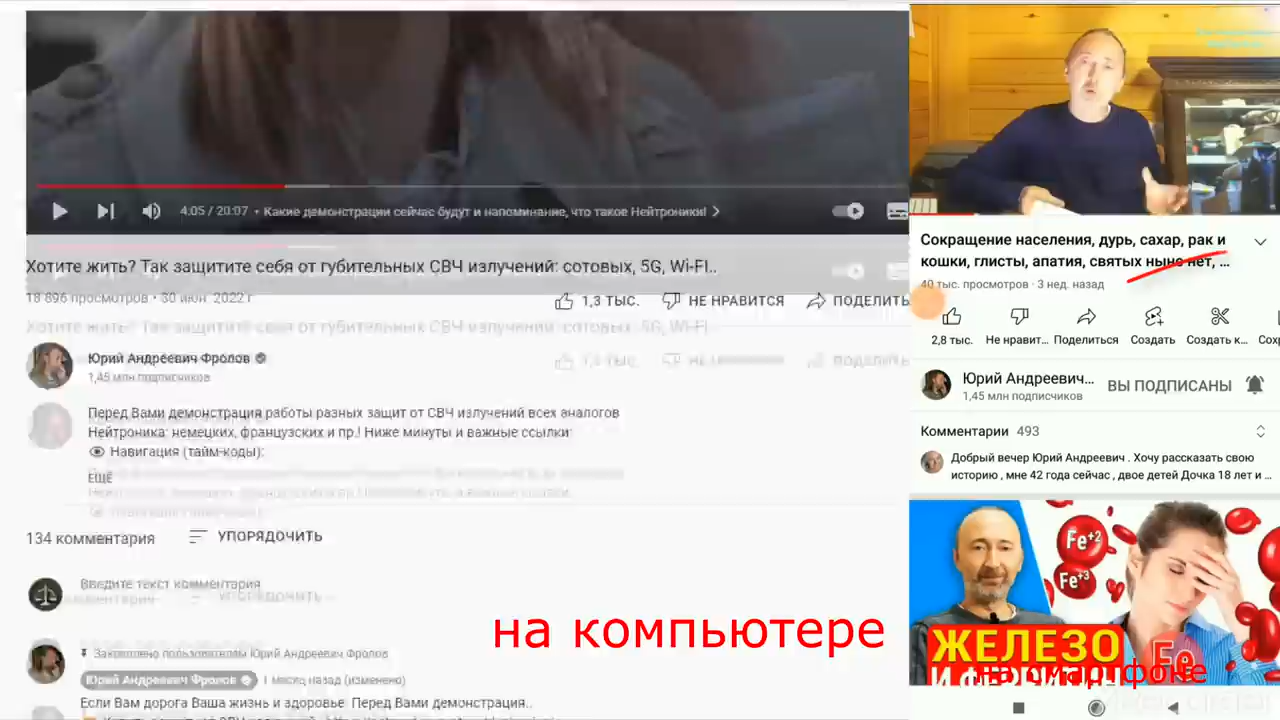 4:05 / 20:07 • Какие демонстрации сейчас будут и напоминание, что такое Нейтроники!
Хотите жить? Так защитите себя от губительных СВЧ излучений: сотовых, 5G, Wi-FI..
18 896 просмотров • 30 июн. 2022 г.
1,3 ТЫС.
НЕ НРАВИТСЯ
ПОДЕЛИТЬ
Юрий Андреевич Фролов
1,45 млн подписчиков
Перед Вами демонстрация работы разных защит от СВЧ излучений всех аналогов
Нейтроника: немецких, французских и пр.! Ниже минуты и важные ссылки:
Навигация (тайм-коды):
ЕЩЁ
134 комментария
УПОРЯДОЧИТЬ
Введите текст комментария
Закреплено пользователем Юрий Андреевич Фролов
Юрий Андреевич Фролов
1 месяц назад (изменено)
Если Вам дорога Ваша жизнь и здоровье. Перед Вами демонстрация..
на компьютере
Сокращение населения, дурь, сахар, рак и
кошки, глисты, апатия, святых ныне нет, ...
40 тыс. просмотров · 3 нед. назад
2,8 тыс.
Не нравит...
Поделиться
Создать
Создать к...
Сохр
Юрий Андреевич...
1,45 млн подписчиков
ВЫ ПОДПИСАНЫ
Комментарии 493
Добрый вечер Юрий Андреевич . Хочу рассказать свою
историю , мне 42 года сейчас , двое детей Дочка 18 лет и ...
Fe+2
Fe+3
ЖЕЛЕЗО
Fe